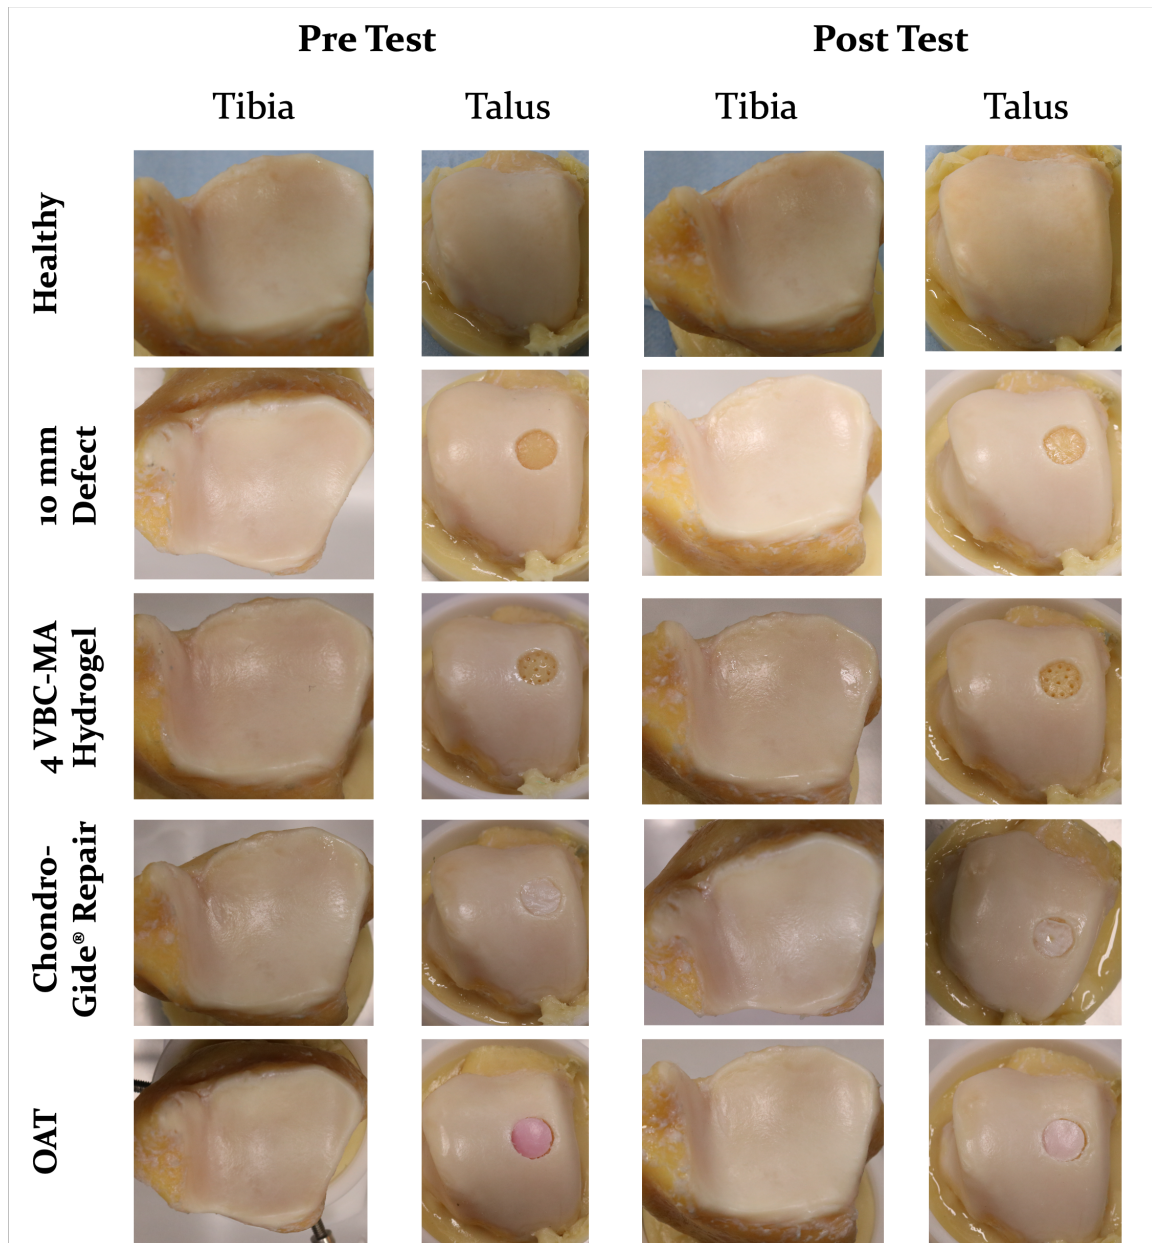 Pre Test
Post Test
Tibia
Talus
Tibia
Talus
Healthy
10 mm
Defect
4 VBC-MA
Hydrogel
Chondro-
Gide® Repair
OAT